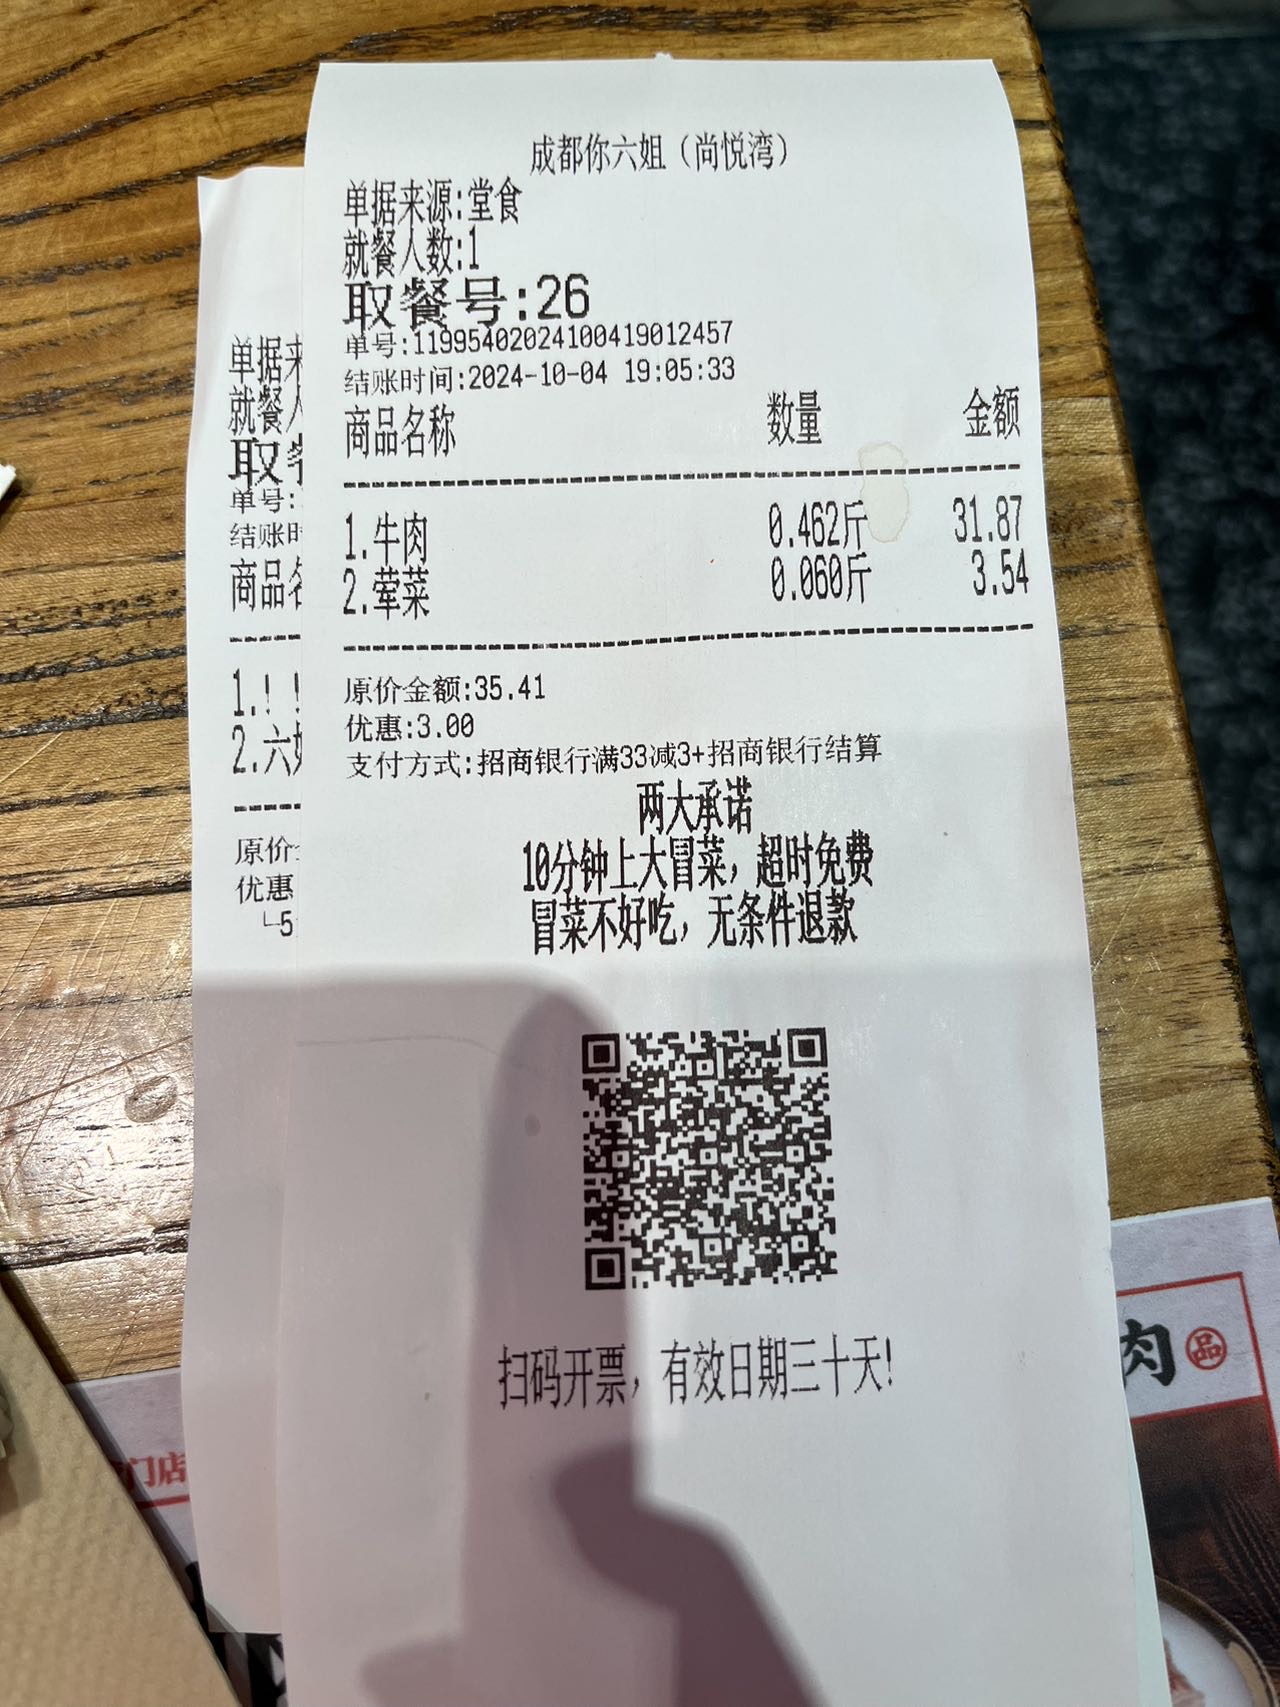 成都你六姐（尚悦湾）
单据来源:堂食
就餐人数:1
取餐号:26
单号:11995402024100419012457
结账时间:2024-10-04 19:05:33
商品名称 数量 金额
1.牛肉 0.462斤 31.87
2.荤菜 0.060斤 3.54
原价金额:35.41
优惠:3.00
支付方式:招商银行满33减3+招商银行结算
两大承诺
10分钟上大冒菜，超时免费
冒菜不好吃，无条件退款
扫码开票，有效日期三十天!
单据来
就餐人
取餐
单号:
结账时
商品名
1.! !
2.六姐
原价
优惠
└5
肉 品
门店